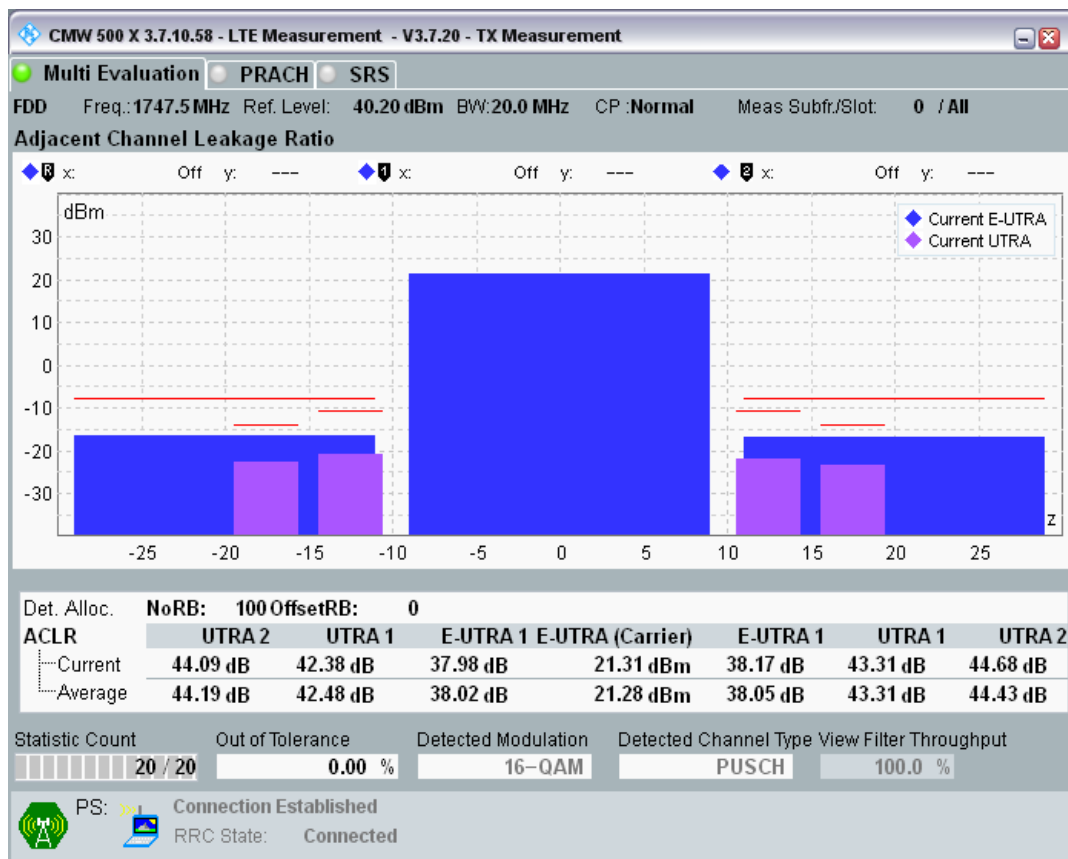 CMW 500 X 3.7.10.58 - LTE Measurement - V3.7.20 - TX Measurement
Multi Evaluation PRACH SRS
FDD Freq.:1747.5 MHz Ref. Level: 40.20 dBm BW:20.0 MHz CP :Normal Meas Subfr./Slot: 0 / All
Adjacent Channel Leakage Ratio
R x: Off y: --- 1 x: Off y: --- 2 x: Off y: ---
dBm
Current E-UTRA
Current UTRA
30
20
10
0
-10
-20
-30
z
-25 -20 -15 -10 -5 0 5 10 15 20 25
Det. Alloc. NoRB: 100 OffsetRB: 0
ACLR UTRA 2 UTRA 1 E-UTRA 1 E-UTRA (Carrier) E-UTRA 1 UTRA 1 UTRA 2
Current 44.09 dB 42.38 dB 37.98 dB 21.31 dBm 38.17 dB 43.31 dB 44.68 dB
Average 44.19 dB 42.48 dB 38.02 dB 21.28 dBm 38.05 dB 43.31 dB 44.43 dB
Statistic Count Out of Tolerance Detected Modulation Detected Channel Type View Filter Throughput
20 / 20 0.00 % 16-QAM PUSCH 100.0 %
PS: Connection Established
RRC State: Connected